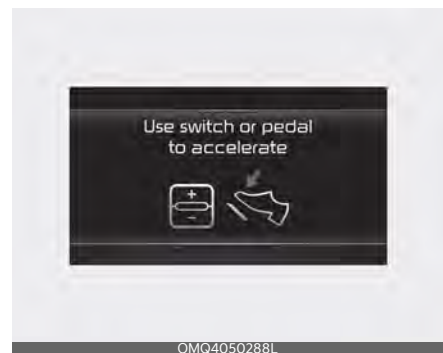 Use switch or pedal
to accelerate
+
-
OMQ4050288L